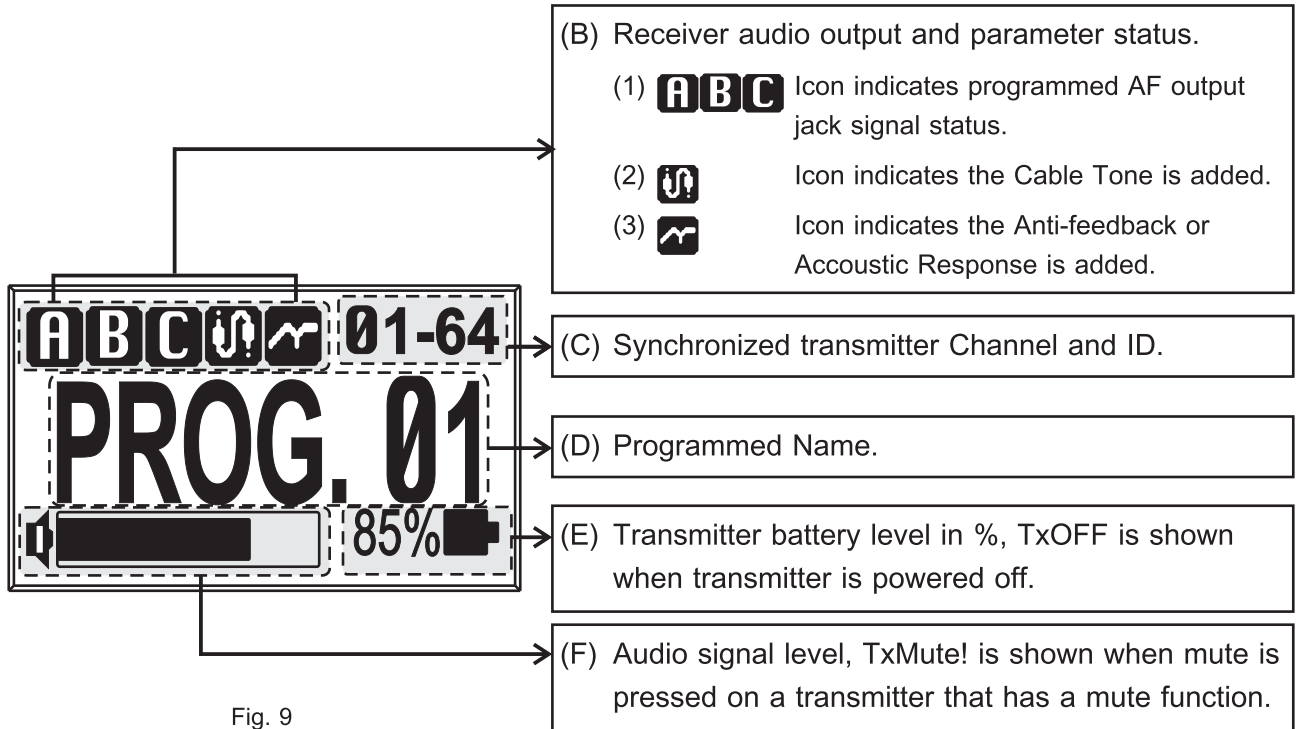 (B) Receiver audio output and parameter status.
(1) A B C Icon indicates programmed AF output
jack signal status.
(2) Icon indicates the Cable Tone is added.
(3) Icon indicates the Anti-feedback or
Accoustic Response is added.
A B C 01-64
(C) Synchronized transmitter Channel and ID.
PROG. 01
(D) Programmed Name.
85%
(E) Transmitter battery level in %, TxOFF is shown
when transmitter is powered off.
(F) Audio signal level, TxMute! is shown when mute is
pressed on a transmitter that has a mute function.
Fig. 9